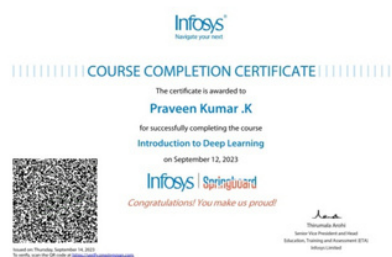 Infosys
Navigate your next
COURSE COMPLETION CERTIFICATE
The certificate is awarded to
Praveen Kumar .K
for successfully completing the course
Introduction to Deep Learning
on September 12, 2023
Infosys | Springboard
Congratulations! You make us proud!
Thirumala Arohi
Senior Vice President and Head
Education, Training and Assessment (ETA)
Infosys Limited
Issued on: Thursday, September 14, 2023
To verify, scan the QR code at